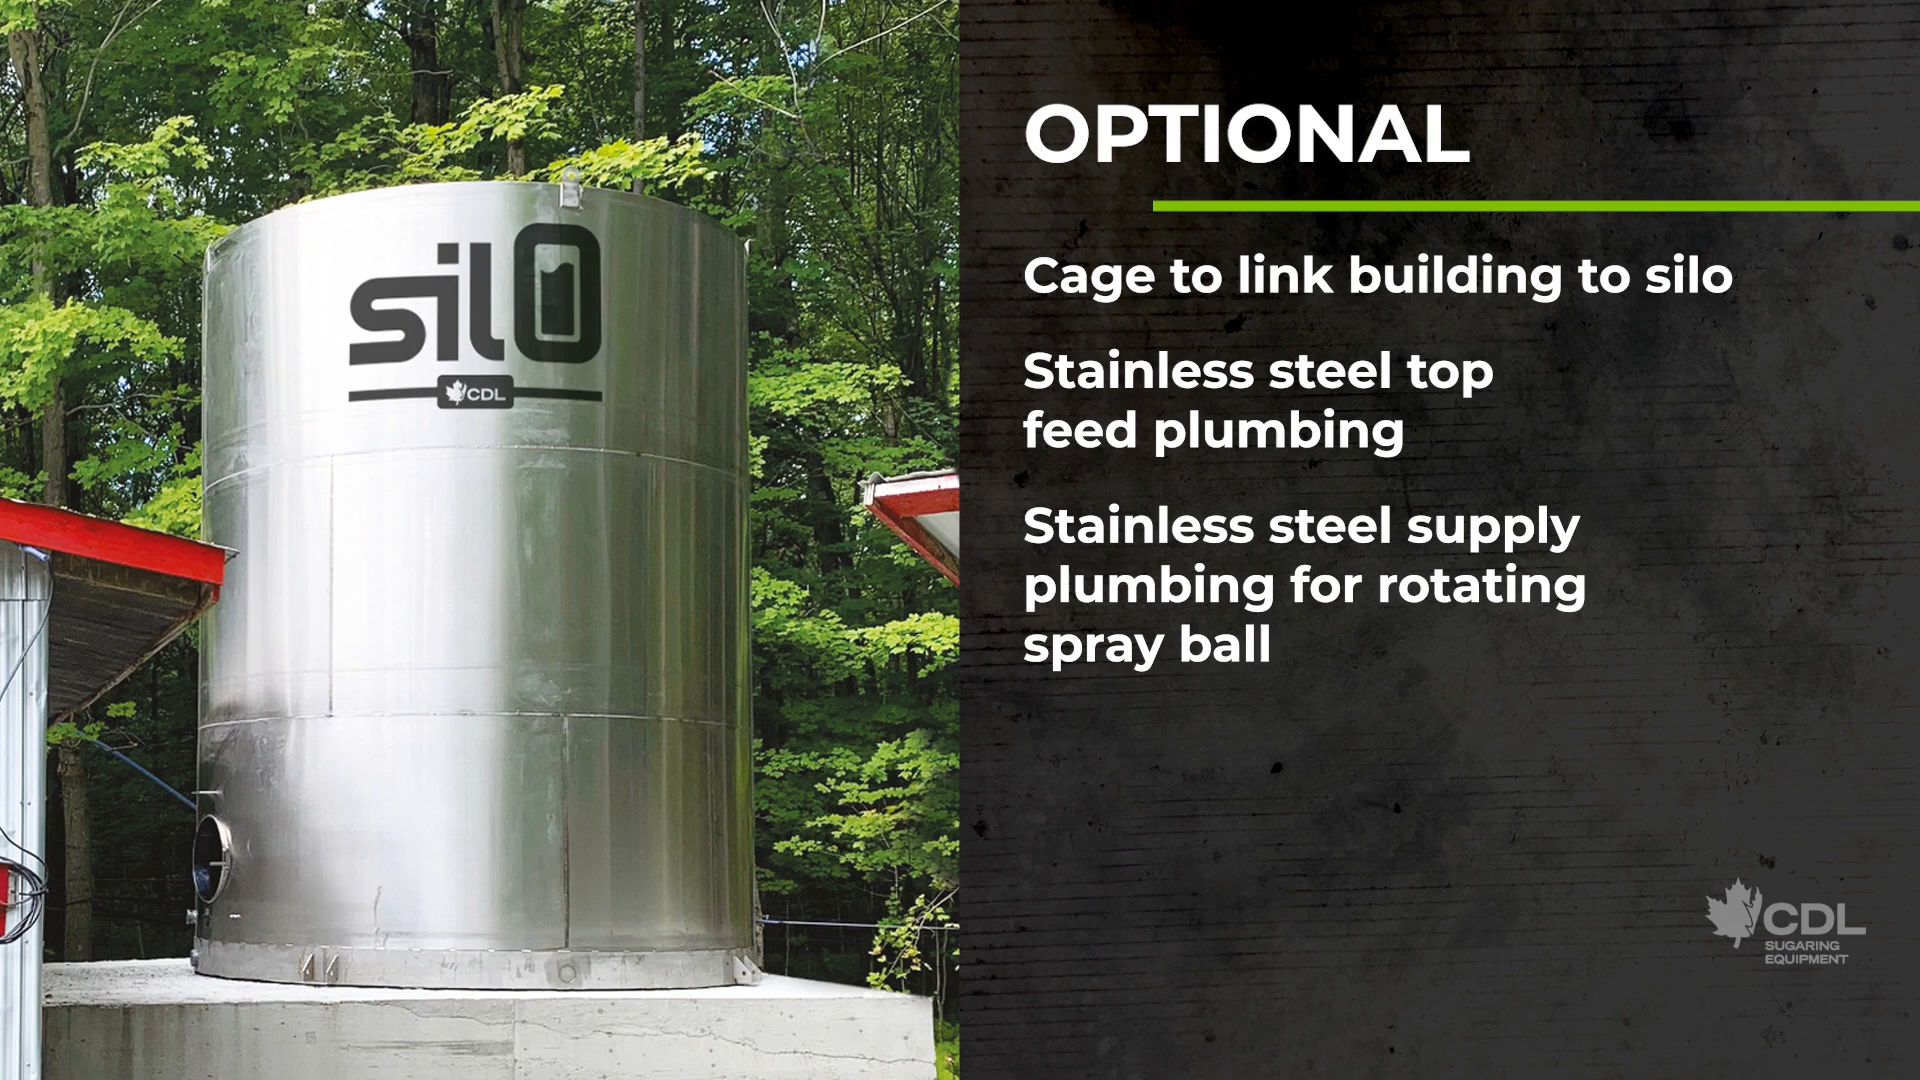 silo
CDL
OPTIONAL
Cage to link building to silo
Stainless steel top
feed plumbing
Stainless steel supply
plumbing for rotating
spray ball
CDL
SUGARING
EQUIPMENT